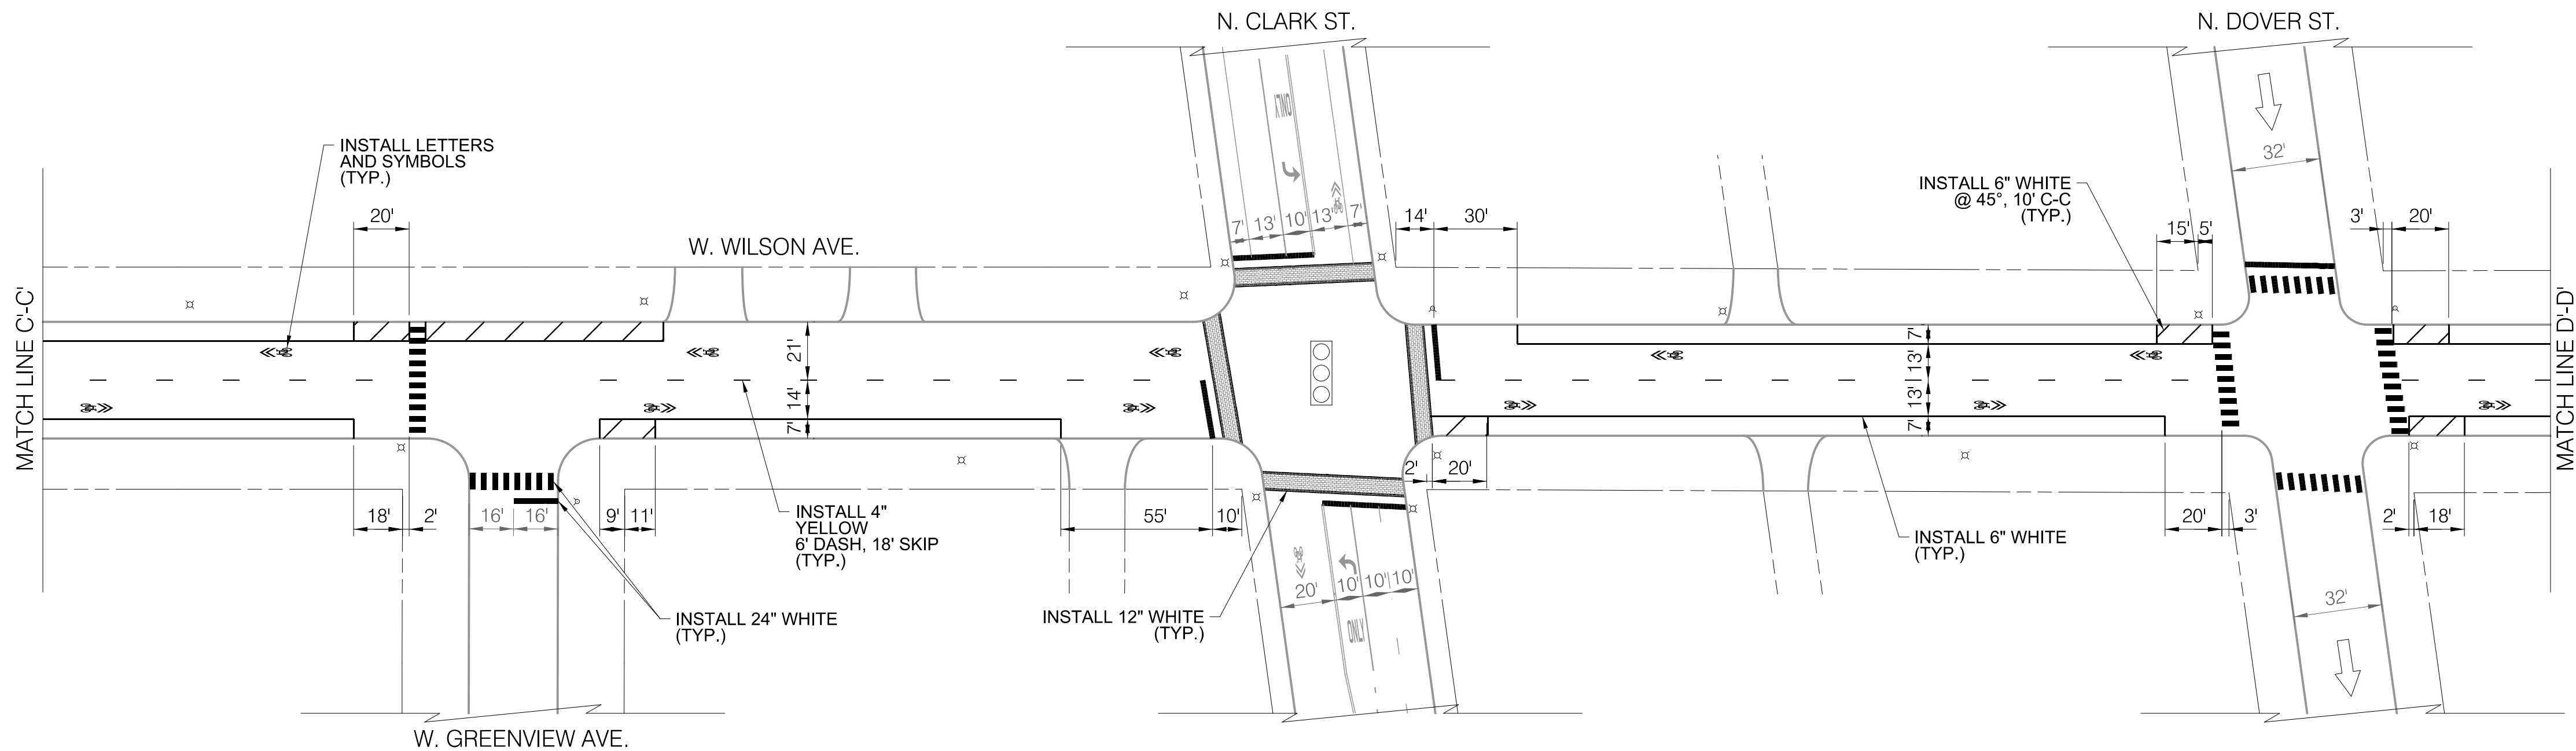 N. CLARK ST.
N. DOVER ST.
INSTALL LETTERS
AND SYMBOLS
(TYP.)
20'
W. WILSON AVE.
ONLY
7' 13' 10' 13' 7'
14' 30'
INSTALL 6" WHITE
@ 45°, 10' C-C
(TYP.)
32'
15' 5'
3' 20'
MATCH LINE C'-C'
21'
14'
7'
7'
13'
13'
7'
MATCH LINE D'-D'
2' 20'
18' 2'
16' 16'
9' 11'
INSTALL 4"
YELLOW
6' DASH, 18' SKIP
(TYP.)
55' 10'
20' 10' 10' 10'
ONLY
INSTALL 6" WHITE
(TYP.)
20' 3'
2' 18'
32'
INSTALL 24" WHITE
(TYP.)
INSTALL 12" WHITE
(TYP.)
W. GREENVIEW AVE.